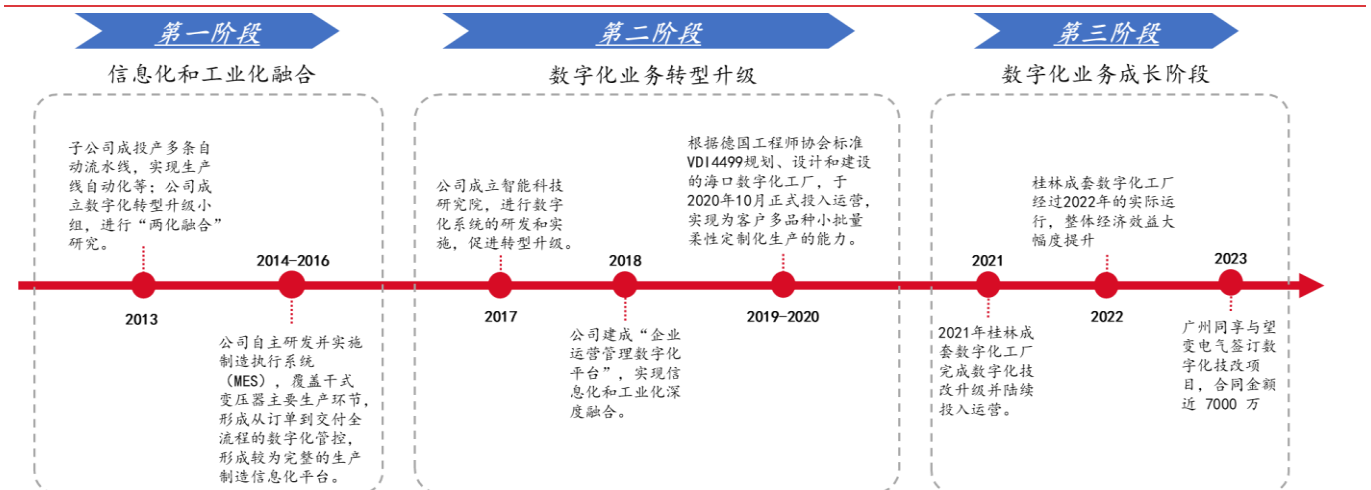 第一阶段
信息化和工业化融合
子公司成投产多条自
动流水线，实现生产
线自动化等；公司成
立数字化转型升级小
组，进行“两化融合”
研究。
2013
2014-2016
公司自主研发并实施
制造执行系统
（MES），覆盖干式
变压器主要生产环节，
形成从订单到交付全
流程的数字化管控，
形成较为完整的生产
制造信息化平台。
第二阶段
数字化业务转型升级
公司成立智能科技
研究院，进行数字
化系统的研发和实
施，促进转型升级。
2017
2018
公司建成“企业
运营管理数字化
平台”，实现信
息化和工业化深
度融合。
根据德国工程师协会标准
VDI4499规划、设计和建设
的海口数字化工厂，于
2020年10月正式投入运营，
实现为客户多品种小批量
柔性定制化生产的能力。
2019-2020
第三阶段
数字化业务成长阶段
2021
2021年桂林成
套数字化工厂
完成数字化技
改升级并陆续
投入运营。
桂林成套数字化工厂
经过2022年的实际运
行，整体经济效益大
幅度提升
2022
2023
广州同享与望
变电气签订数
字化技改项
目，合同金额
近 7000 万